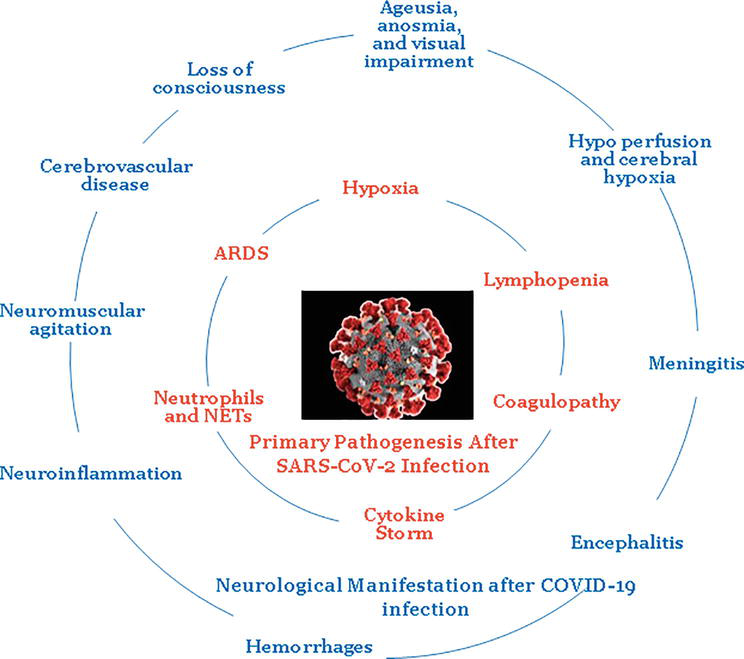 Ageusia,
anosmia,
and visual
impairment
Loss of
consciousness
Hypo perfusion
and cerebral
hypoxia
Cerebrovascular
disease
Hypoxia
ARDS
Lymphopenia
Neuromuscular
agitation
Meningitis
Neutrophils
and NETs
Coagulopathy
Primary Pathogenesis After
SARS-CoV-2 Infection
Neuroinflammation
Cytokine
Storm
Encephalitis
Neurological Manifestation after COVID-19
infection
Hemorrhages